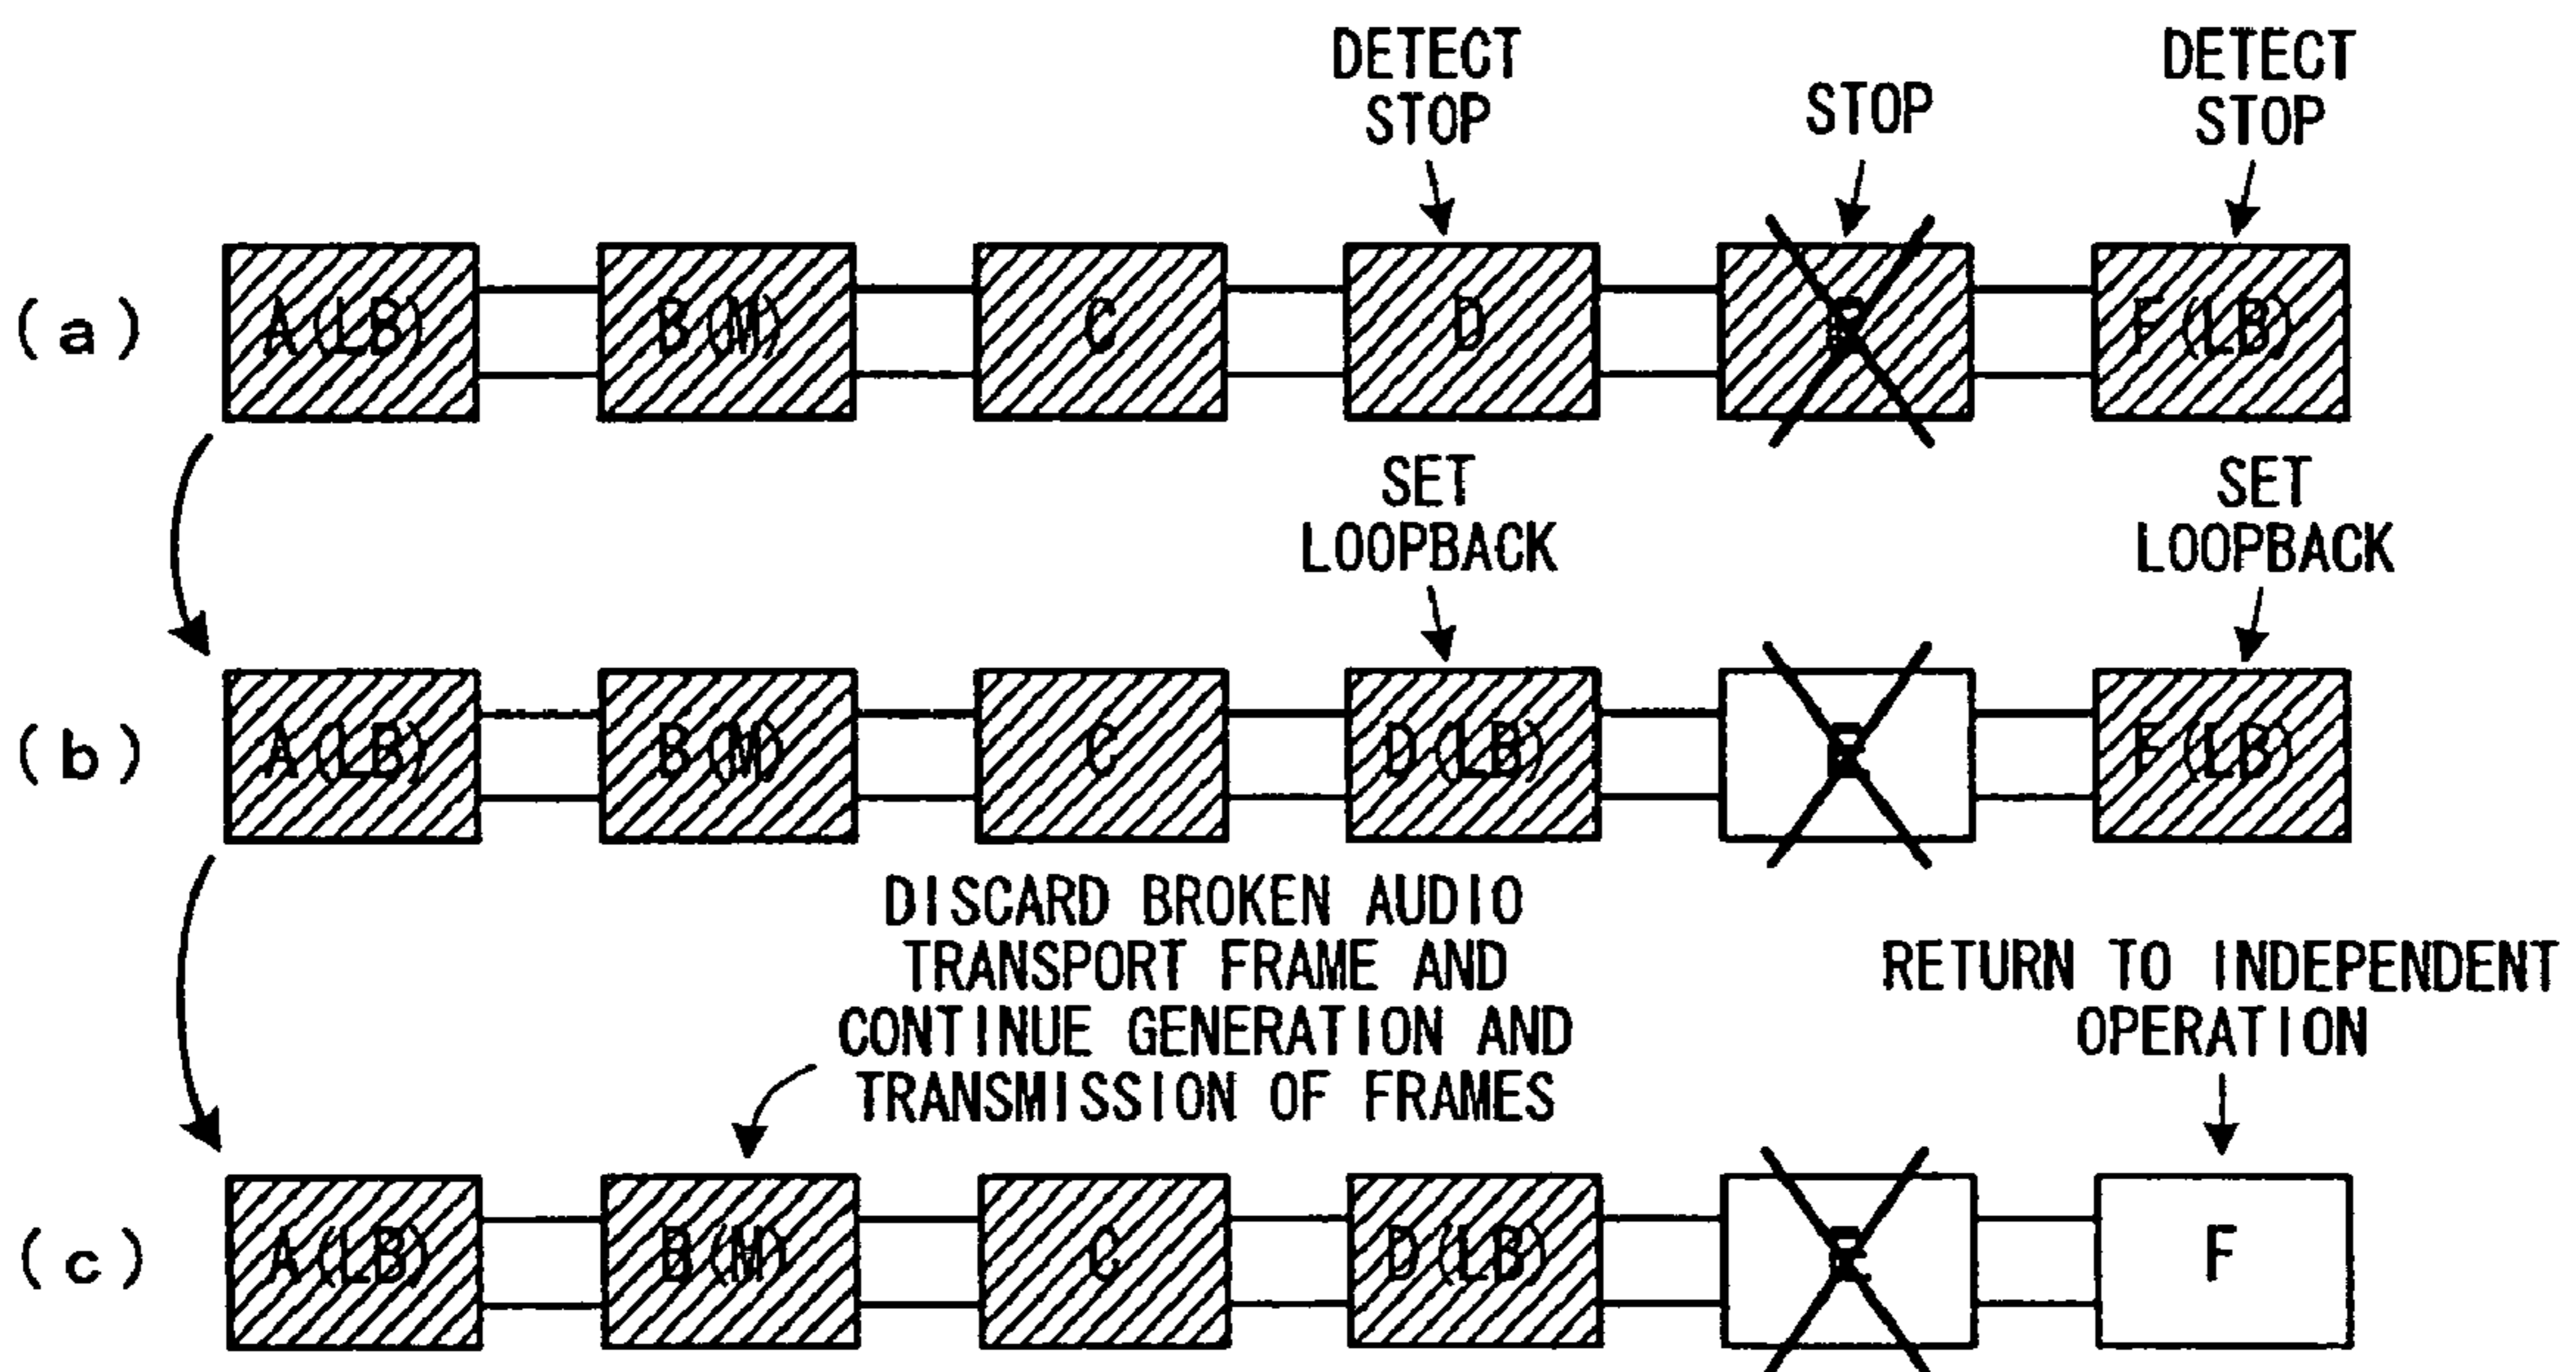 DETECT
STOP
STOP
DETECT
STOP
(a)
A (LB)
B (M)
C
D
E
F (LB)
SET
LOOPBACK
SET
LOOPBACK
(b)
A (LB)
B (M)
C
D (LB)
E
F (LB)
DISCARD BROKEN AUDIO
TRANSPORT FRAME AND
CONTINUE GENERATION AND
TRANSMISSION OF FRAMES
RETURN TO INDEPENDENT
OPERATION
(c)
A (LB)
B (M)
C
D (LB)
E
F